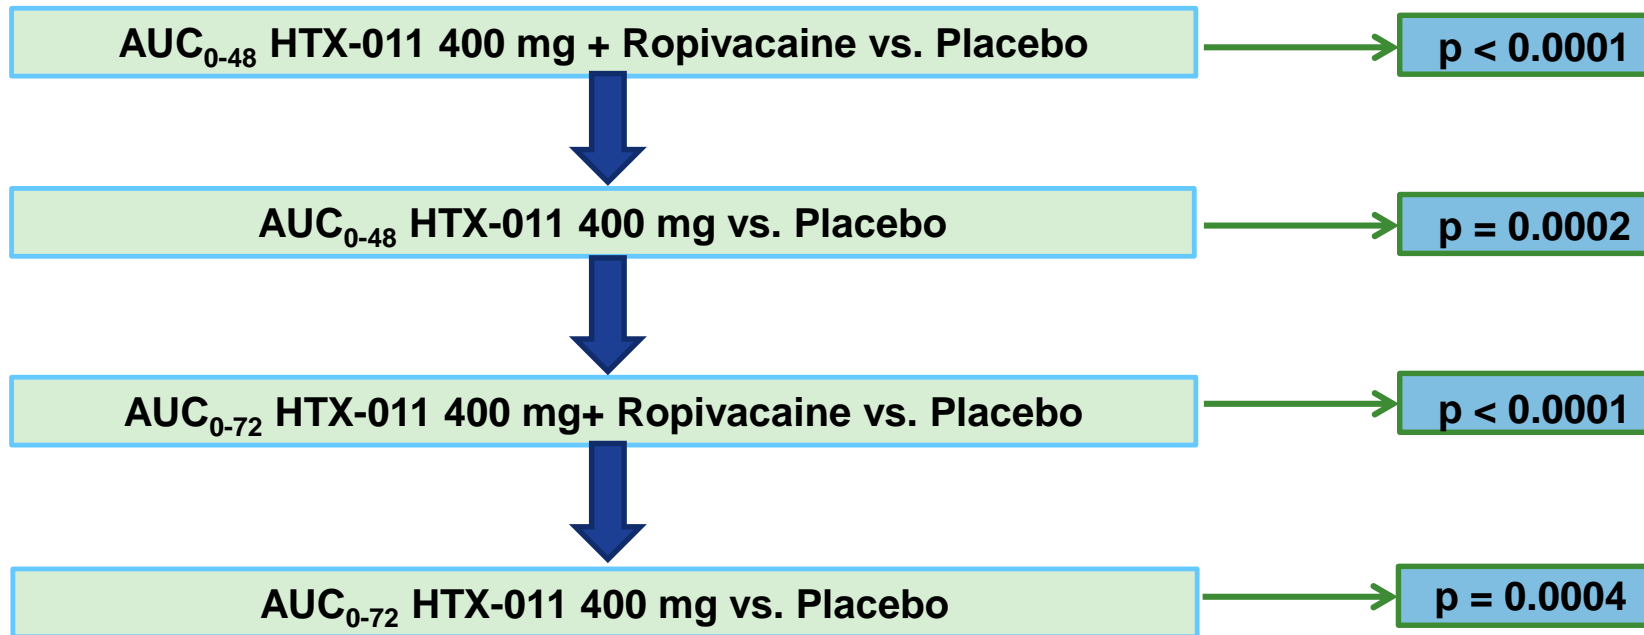 AUC₀₋₄₈ HTX-011 400 mg + Ropivacaine vs. Placebo
p < 0.0001
AUC₀₋₄₈ HTX-011 400 mg vs. Placebo
p = 0.0002
AUC₀₋₇₂ HTX-011 400 mg+ Ropivacaine vs. Placebo
p < 0.0001
AUC₀₋₇₂ HTX-011 400 mg vs. Placebo
p = 0.0004